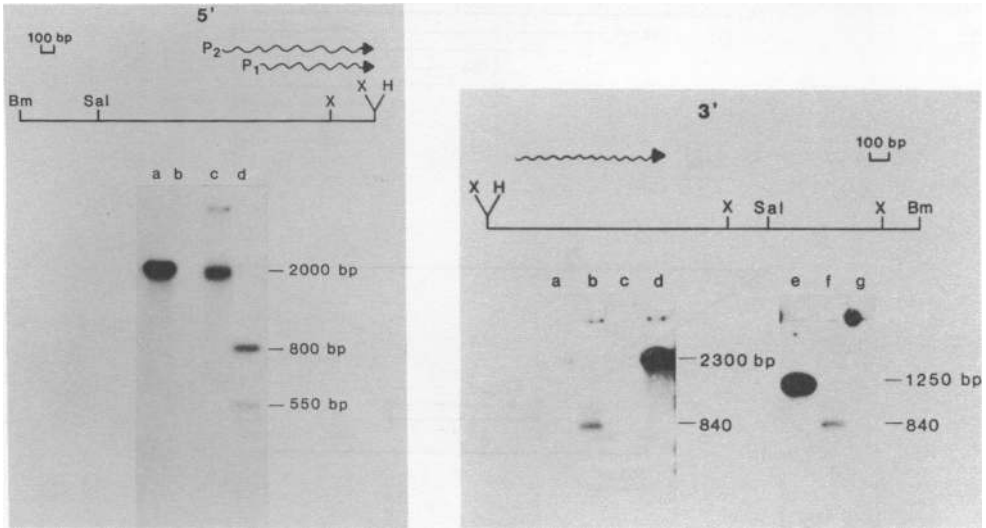 5'
100 bp
P2
P1
X H
Bm Sal X
a b c d
2000 bp
800 bp
550 bp
3'
100 bp
X H
X Sal X Bm
a b c d e f g
2300 bp
1250 bp
840
840